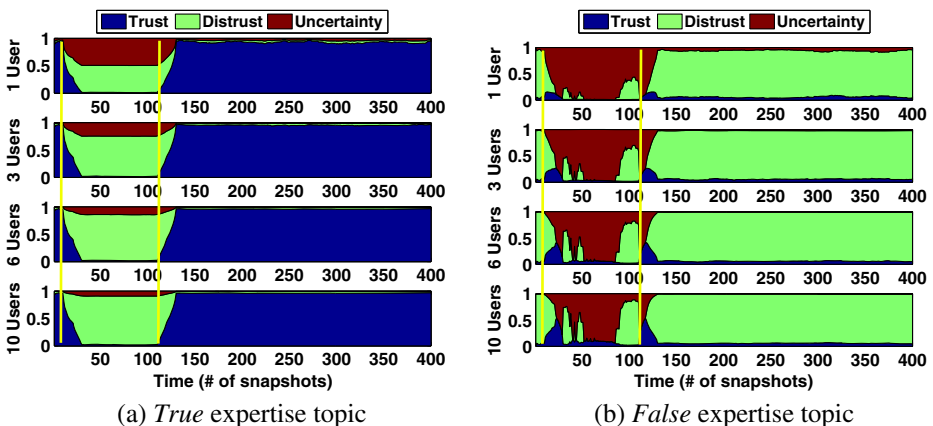 Trust Distrust Uncertainty
1 User
1
0.5
0
50 100 150 200 250 300 350 400
3 Users
1
0.5
0
50 100 150 200 250 300 350 400
6 Users
1
0.5
0
50 100 150 200 250 300 350 400
10 Users
1
0.5
0
50 100 150 200 250 300 350 400
Time (# of snapshots)
(a) True expertise topic
Trust Distrust Uncertainty
1 User
1
0.5
0
50 100 150 200 250 300 350 400
3 Users
1
0.5
0
50 100 150 200 250 300 350 400
6 Users
1
0.5
0
50 100 150 200 250 300 350 400
10 Users
1
0.5
0
50 100 150 200 250 300 350 400
Time (# of snapshots)
(b) False expertise topic